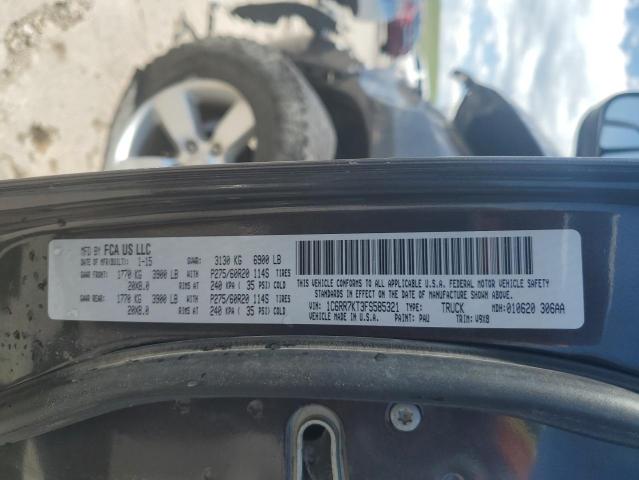 MFD BY FCA US LLC
DATE OF MFR/BUILT: 1-15 GVWR: 3130 KG 6900 LB
GAWR FRONT: 1770 KG 3900 LB WITH P275/60R20 114S TIRES
20X8.0 RIMS AT 240 KPA ( 35 PSI) COLD
GAWR REAR: 1770 KG 3900 LB WITH P275/60R20 114S TIRES
20X8.0 RIMS AT 240 KPA ( 35 PSI) COLD
THIS VEHICLE CONFORMS TO ALL APPLICABLE U.S.A. FEDERAL MOTOR VEHICLE SAFETY
STANDARDS IN EFFECT ON THE DATE OF MANUFACTURE SHOWN ABOVE.
VIN: 1C6RR7KT3FS585321 TYPE: TRUCK MDH: 010620 306AA
VEHICLE MADE IN U.S.A. PAINT: PAU TRIM: V9X8